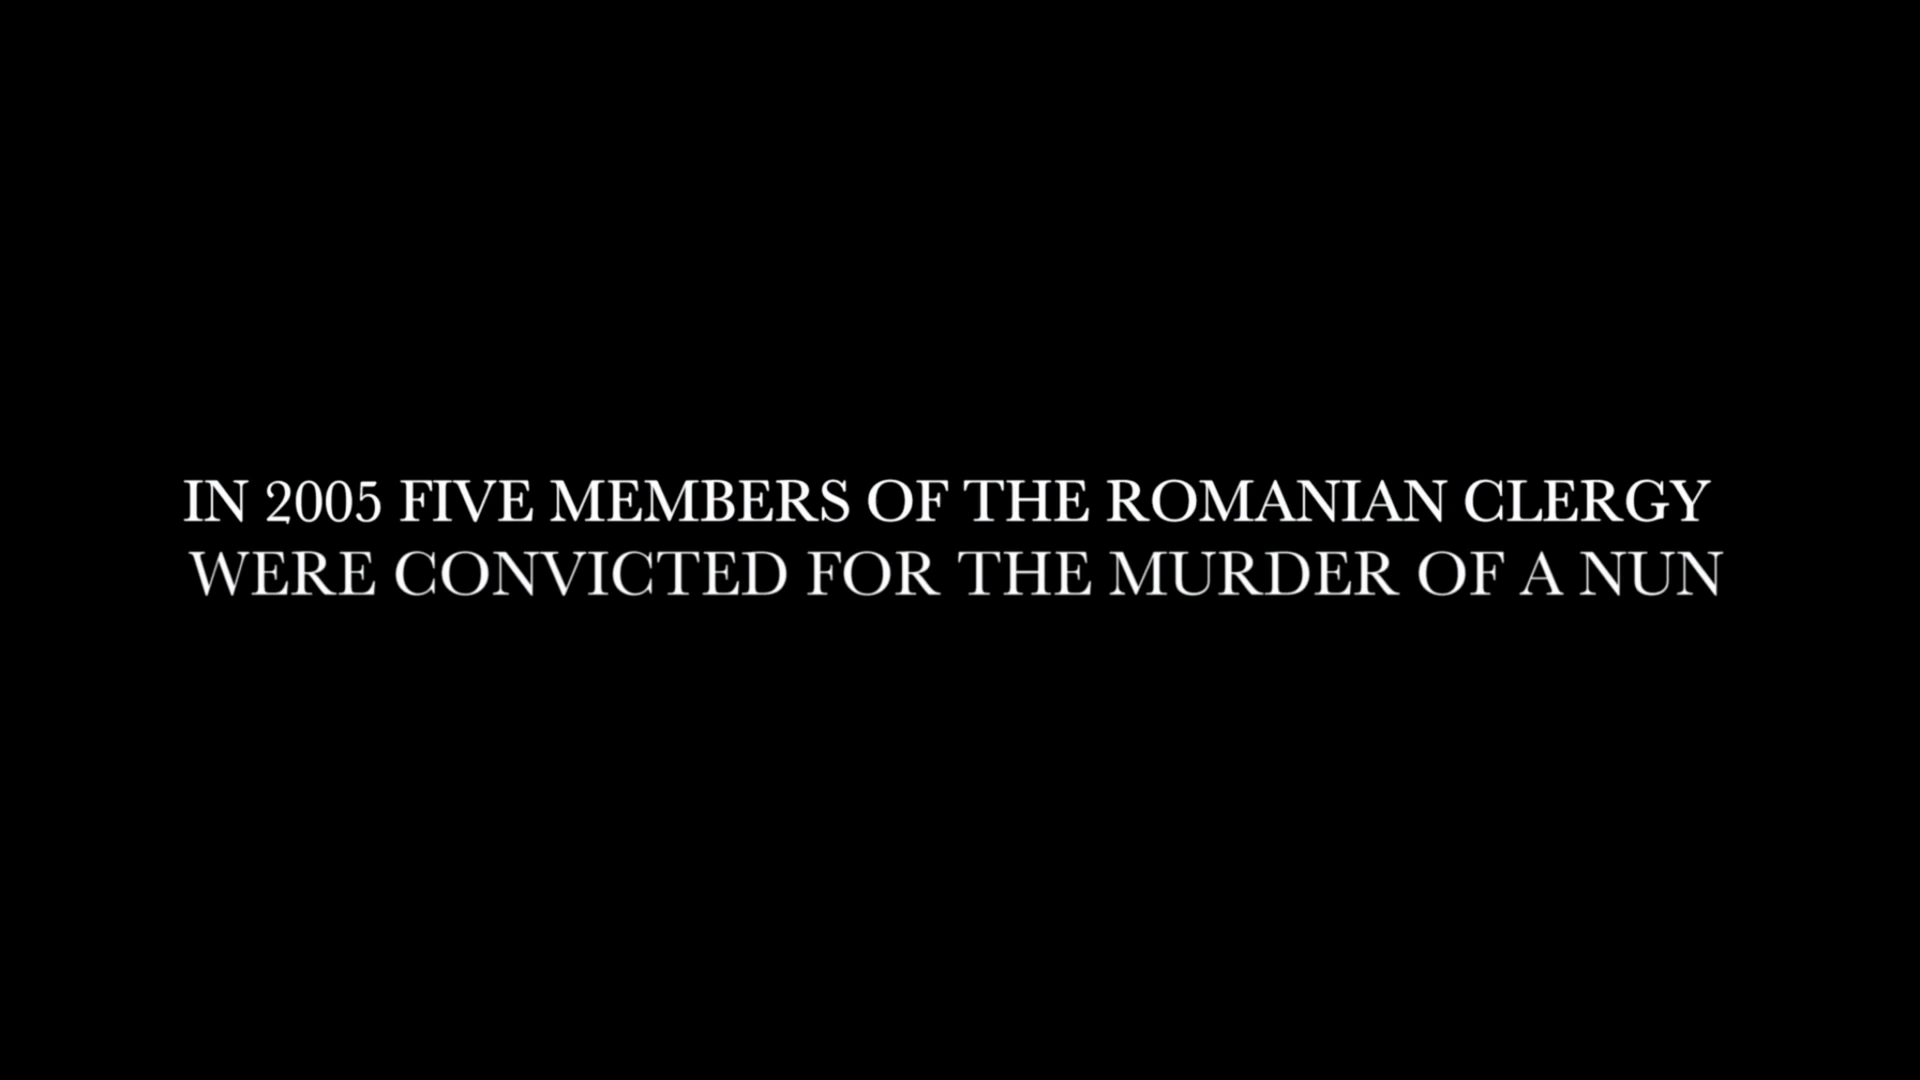 IN 2005 FIVE MEMBERS OF THE ROMANIAN CLERGY
WERE CONVICTED FOR THE MURDER OF A NUN